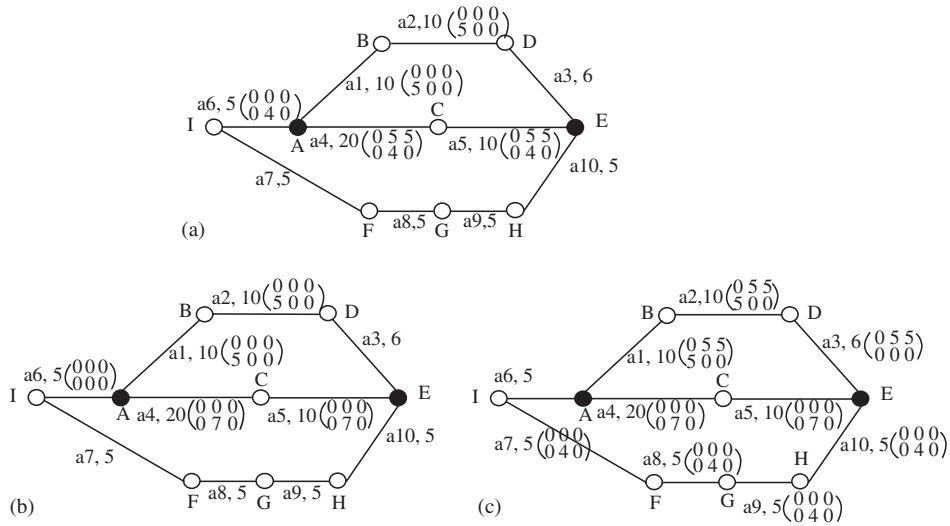 a2,10(0 0 0
5 0 0)
B
D
a1, 10(0 0 0
5 0 0)
a3, 6
a6, 5(0 0 0
0 4 0)
C
I
E
A
a4, 20(0 5 5
0 4 0)
a5, 10(0 5 5
0 4 0)
a7,5
a10, 5
a8,5
a9,5
F
G
H
(a)
a2, 10(0 0 0
5 0 0)
B
D
a1, 10(0 0 0
5 0 0)
a3, 6
a6, 5(0 0 0
0 0 0)
C
I
E
A
a4, 20(0 0 0
0 7 0)
a5, 10(0 0 0
0 7 0)
a7, 5
a10, 5
a8, 5
a9, 5
F
G
H
(b)
a2,10(0 5 5
5 0 0)
B
D
a1, 10(0 5 5
5 0 0)
a3, 6(0 5 5
0 0 0)
a6, 5
C
I
E
A
a4, 20(0 0 0
0 7 0)
a5, 10(0 0 0
0 7 0)
a7, 5(0 0 0
0 4 0)
a10, 5(0 0 0
0 4 0)
a8, 5(0 0 0
0 4 0)
H
F
G
a9, 5(0 0 0
0 4 0)
(c)